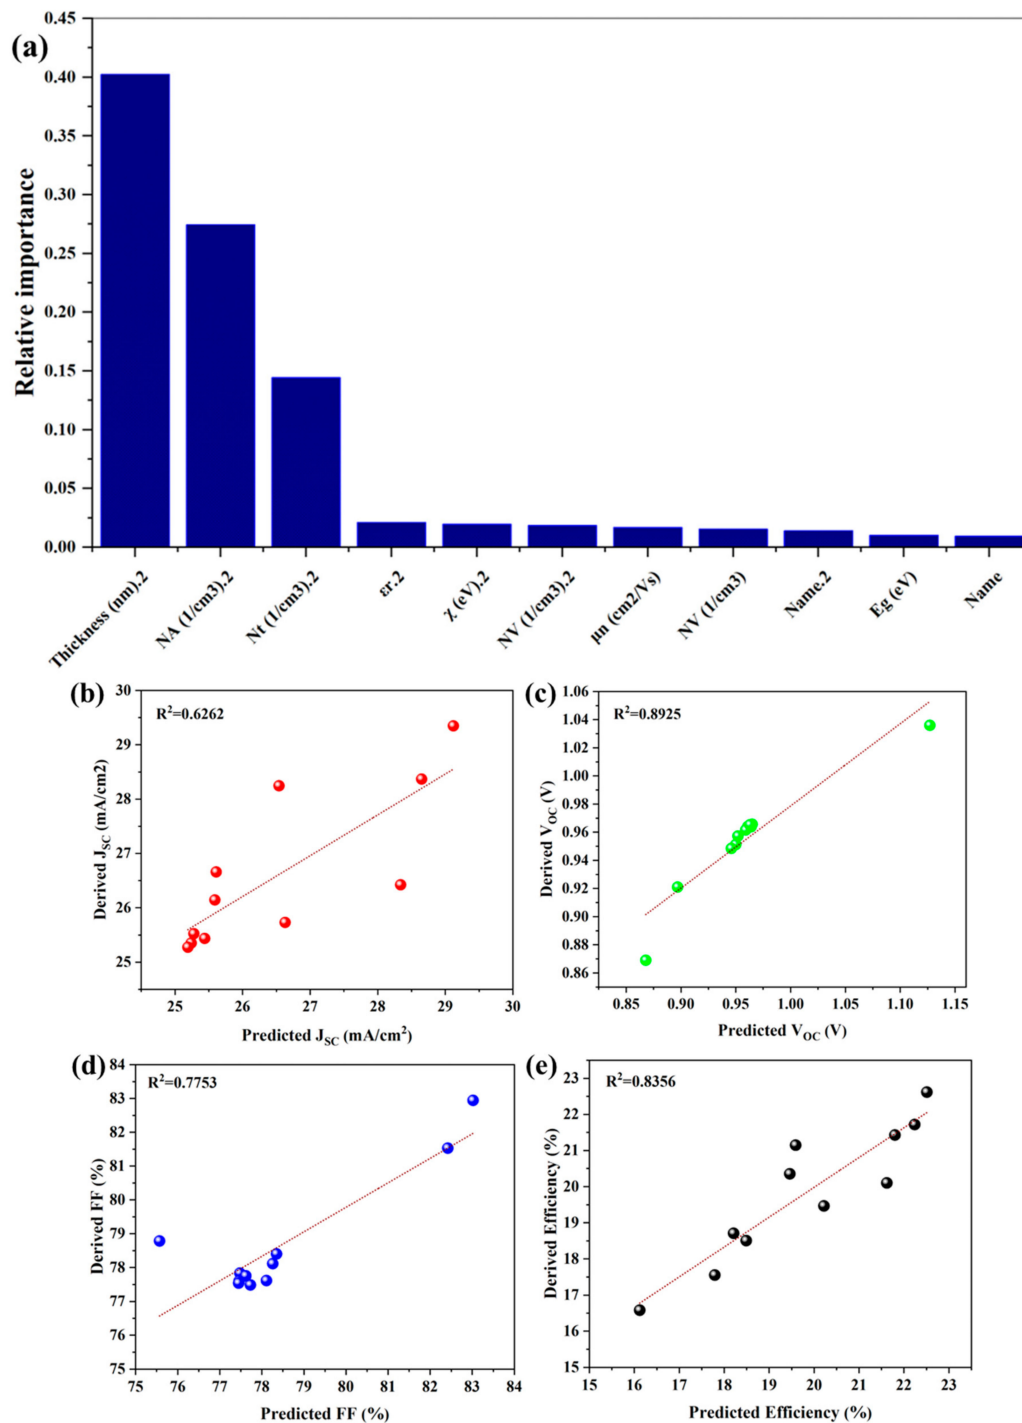 (a)
Relative importance
0.45
0.40
0.35
0.30
0.25
0.20
0.15
0.10
0.05
0.00
Thickness (nm).2
NA (1/cm3).2
Nt (1/cm3).2
εr.2
χ (eV).2
NV (1/cm3).2
μn (cm2/Vs)
NV (1/cm3)
Name.2
Eg (eV)
Name
(b)
R²=0.6262
Derived J_SC (mA/cm2)
30
29
28
27
26
25
25 26 27 28 29 30
Predicted J_SC (mA/cm²)
(c)
R²=0.8925
Derived V_OC (V)
1.06
1.04
1.02
1.00
0.98
0.96
0.94
0.92
0.90
0.88
0.86
0.85 0.90 0.95 1.00 1.05 1.10 1.15
Predicted V_OC (V)
(d)
R²=0.7753
Derived FF (%)
84
83
82
81
80
79
78
77
76
75
75 76 77 78 79 80 81 82 83 84
Predicted FF (%)
(e)
R²=0.8356
Derived Efficiency (%)
23
22
21
20
19
18
17
16
15
15 16 17 18 19 20 21 22 23
Predicted Efficiency (%)